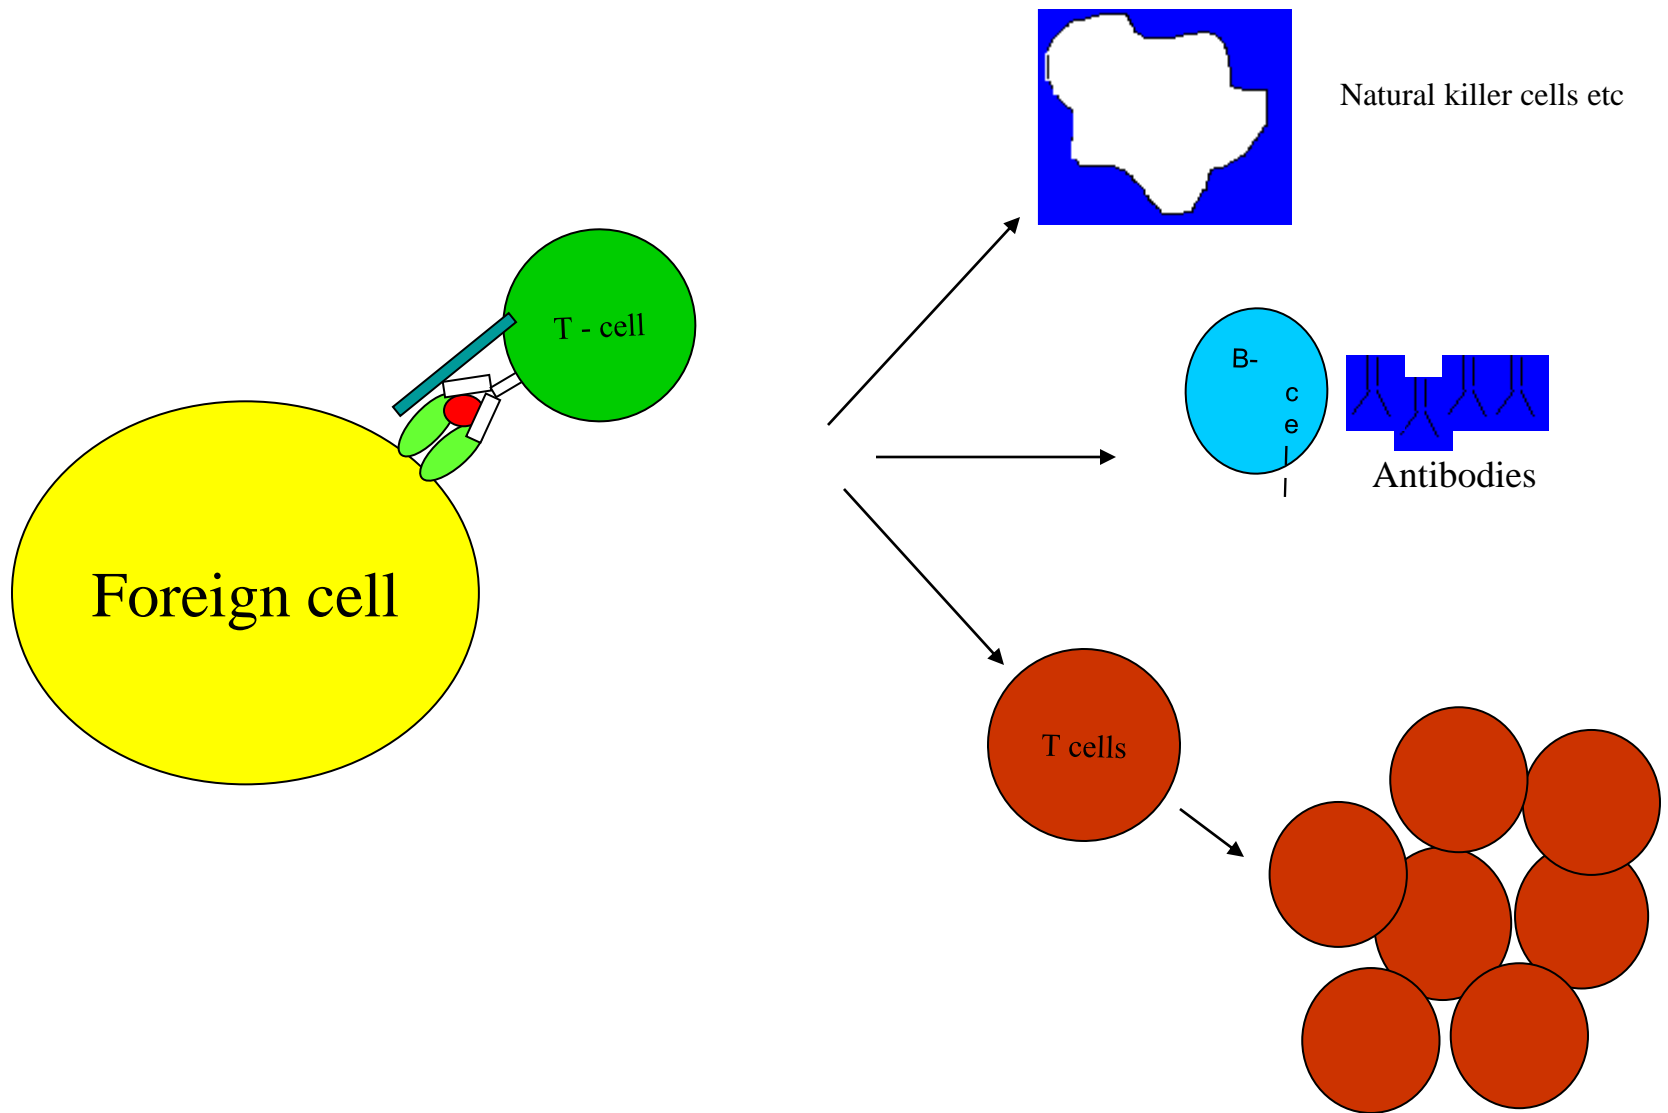 Natural killer cells etc
T - cell
B-
c
e
l
l
Antibodies
Foreign cell
T cells